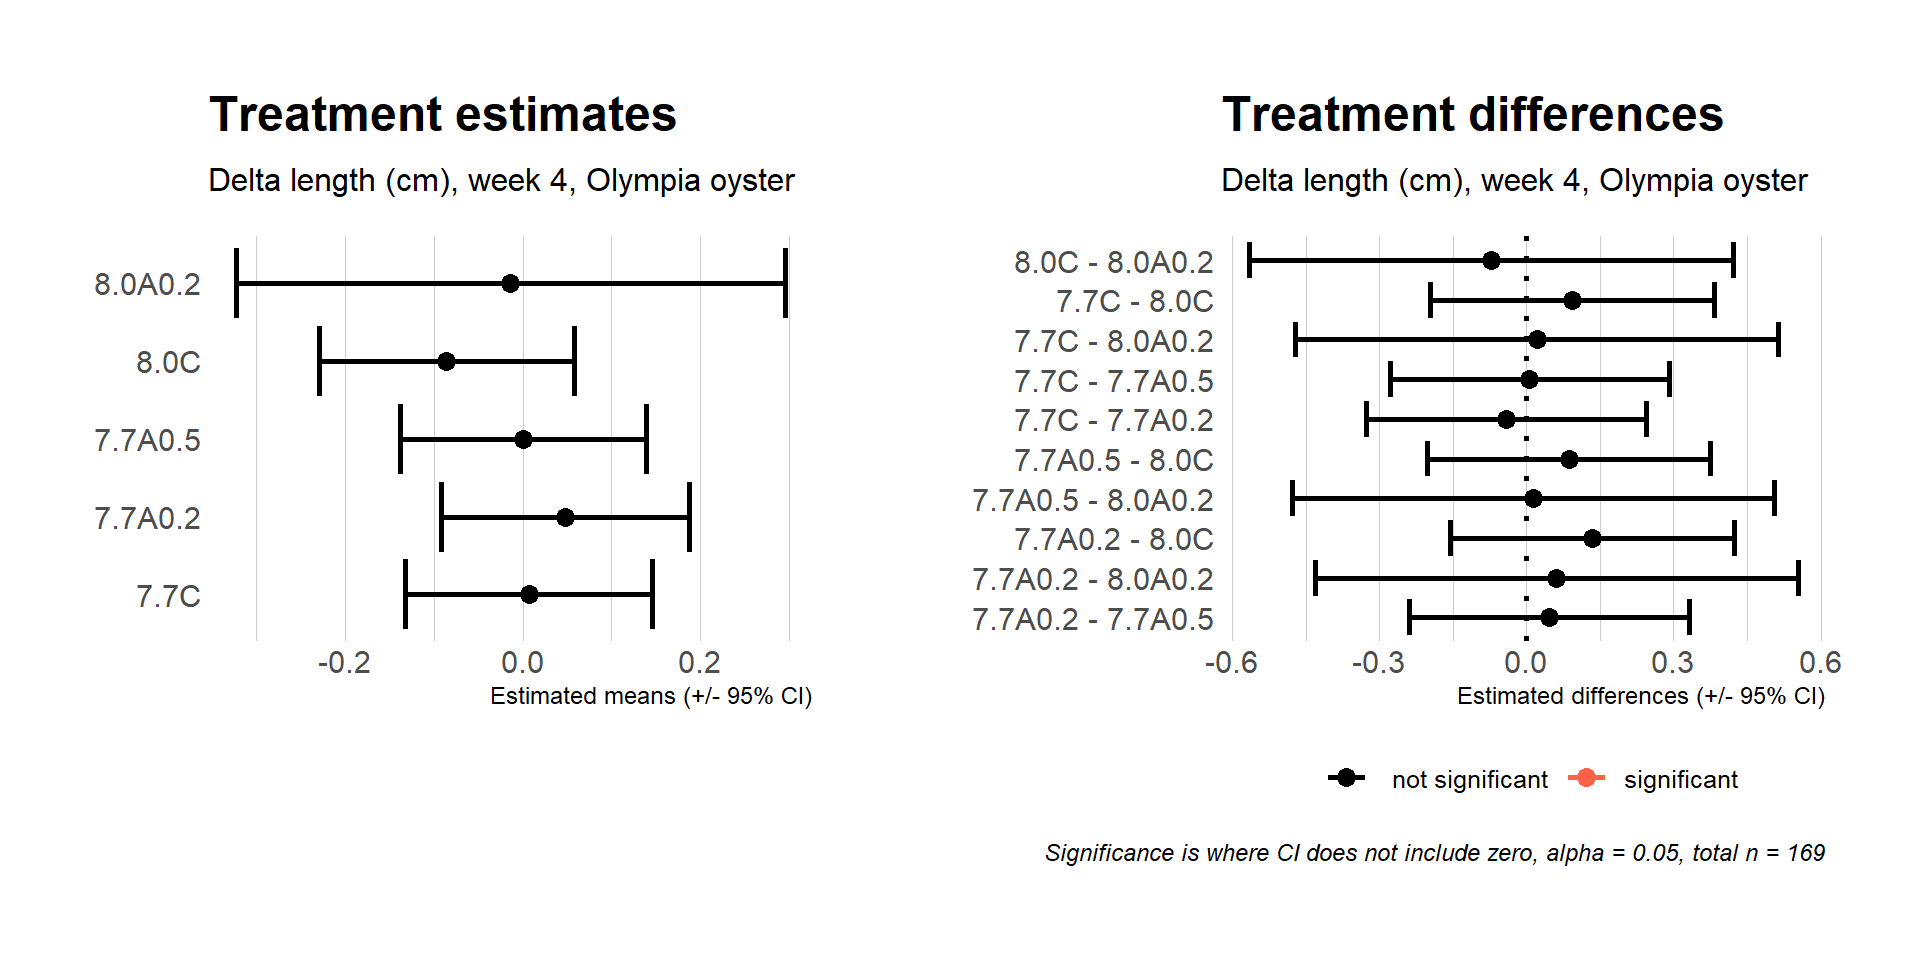 Treatment estimates
Delta length (cm), week 4, Olympia oyster
8.0A0.2
8.0C
7.7A0.5
7.7A0.2
7.7C
-0.2 0.0 0.2
Estimated means (+/- 95% CI)
Treatment differences
Delta length (cm), week 4, Olympia oyster
8.0C - 8.0A0.2
7.7C - 8.0C
7.7C - 8.0A0.2
7.7C - 7.7A0.5
7.7C - 7.7A0.2
7.7A0.5 - 8.0C
7.7A0.5 - 8.0A0.2
7.7A0.2 - 8.0C
7.7A0.2 - 8.0A0.2
7.7A0.2 - 7.7A0.5
-0.6 -0.3 0.0 0.3 0.6
Estimated differences (+/- 95% CI)
not significant significant
Significance is where CI does not include zero, alpha = 0.05, total n = 169